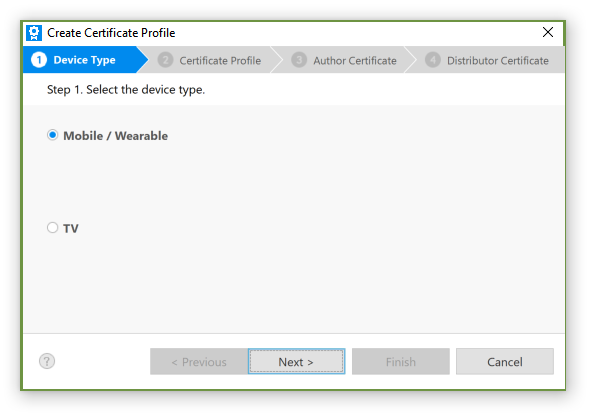 Create Certificate Profile
1 Device Type 2 Certificate Profile 3 Author Certificate 4 Distributor Certificate
Step 1. Select the device type.
Mobile / Wearable
TV
? < Previous Next > Finish Cancel